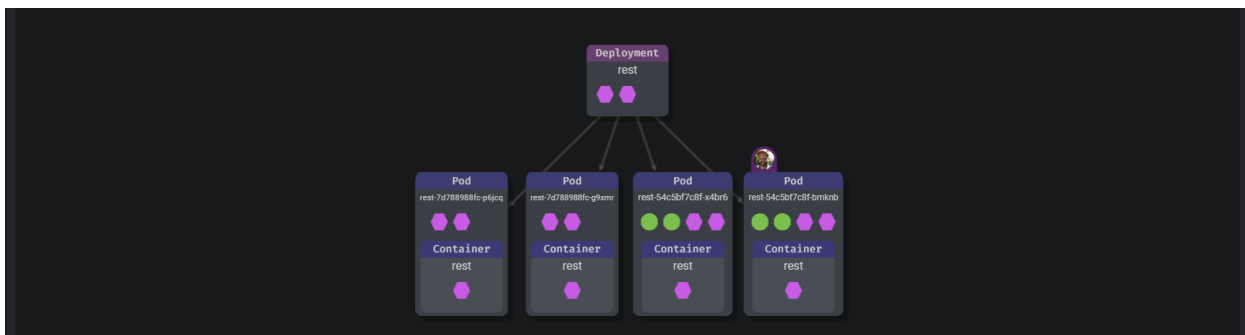 Deployment
rest
Pod
rest-7d788988fc-p6jcq
Container
rest
Pod
rest-7d788988fc-g9xmr
Container
rest
Pod
rest-54c5bf7c8f-x4br6
Container
rest
Pod
rest-54c5bf7c8f-bmknb
Container
rest